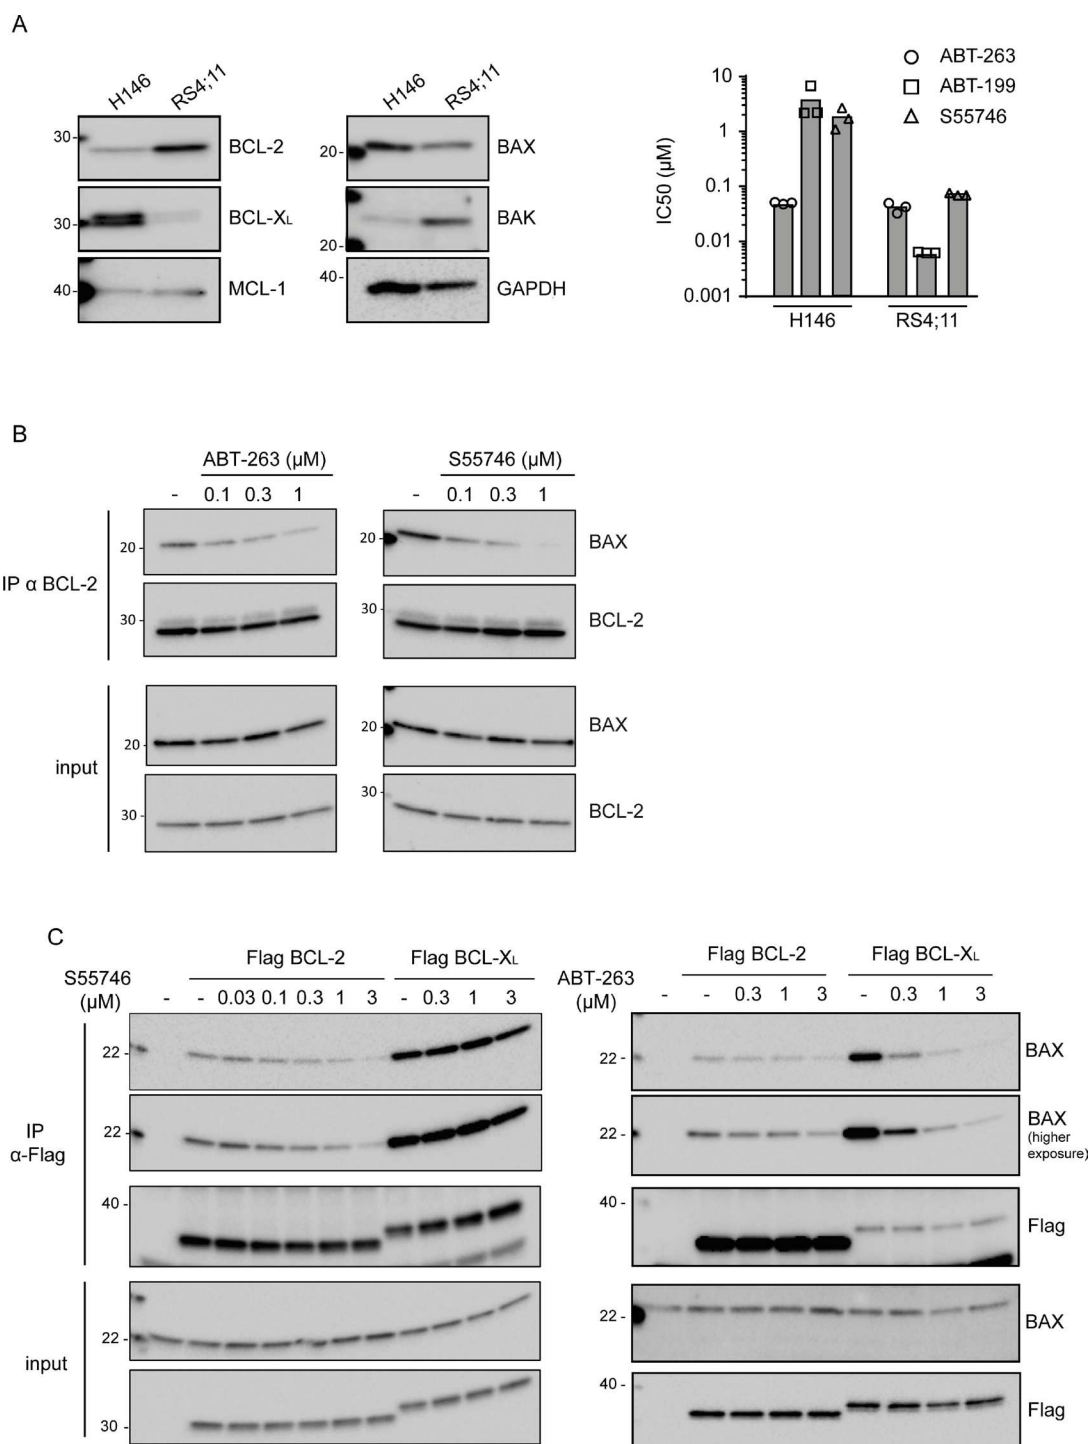 A
H146 RS4;11
30-
BCL-2
30-
BCL-XL
40-
MCL-1
H146 RS4;11
20-
BAX
BAK
20-
40-
GAPDH
ABT-263
ABT-199
S55746
IC50 (µM)
10
1
0.1
0.01
0.001
H146 RS4;11
B
ABT-263 (µM)
- 0.1 0.3 1
S55746 (µM)
- 0.1 0.3 1
IP α BCL-2
20 -
20 -
BAX
30 -
30 -
BCL-2
input
20 -
20 -
BAX
30 -
30 -
BCL-2
C
Flag BCL-2 Flag BCL-XL
S55746
(µM)
- - 0.03 0.1 0.3 1 3 - 0.3 1 3
IP
α-Flag
22 -
22 -
40 -
input
22 -
30 -
Flag BCL-2 Flag BCL-XL
ABT-263
(µM)
- - 0.3 1 3 - 0.3 1 3
22 -
BAX
22 -
BAX
(higher
exposure)
40 -
Flag
22 -
BAX
40 -
Flag